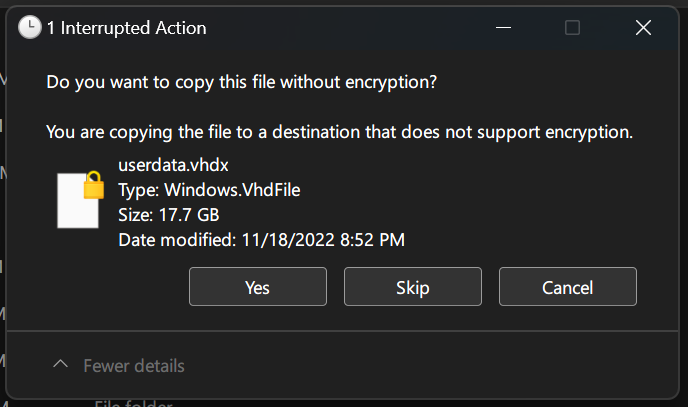 1 Interrupted Action
Do you want to copy this file without encryption?
You are copying the file to a destination that does not support encryption.
userdata.vhdx
Type: Windows.VhdFile
Size: 17.7 GB
Date modified: 11/18/2022 8:52 PM
Yes
Skip
Cancel
Fewer details
File folder